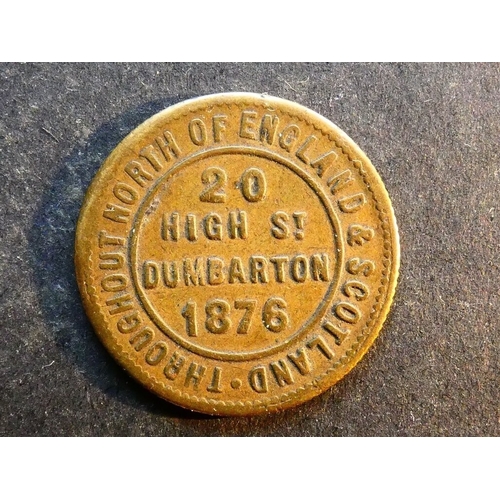 THROUGHOUT NORTH OF ENGLAND & SCOTLAND ·
20
HIGH ST
DUMBARTON
1876